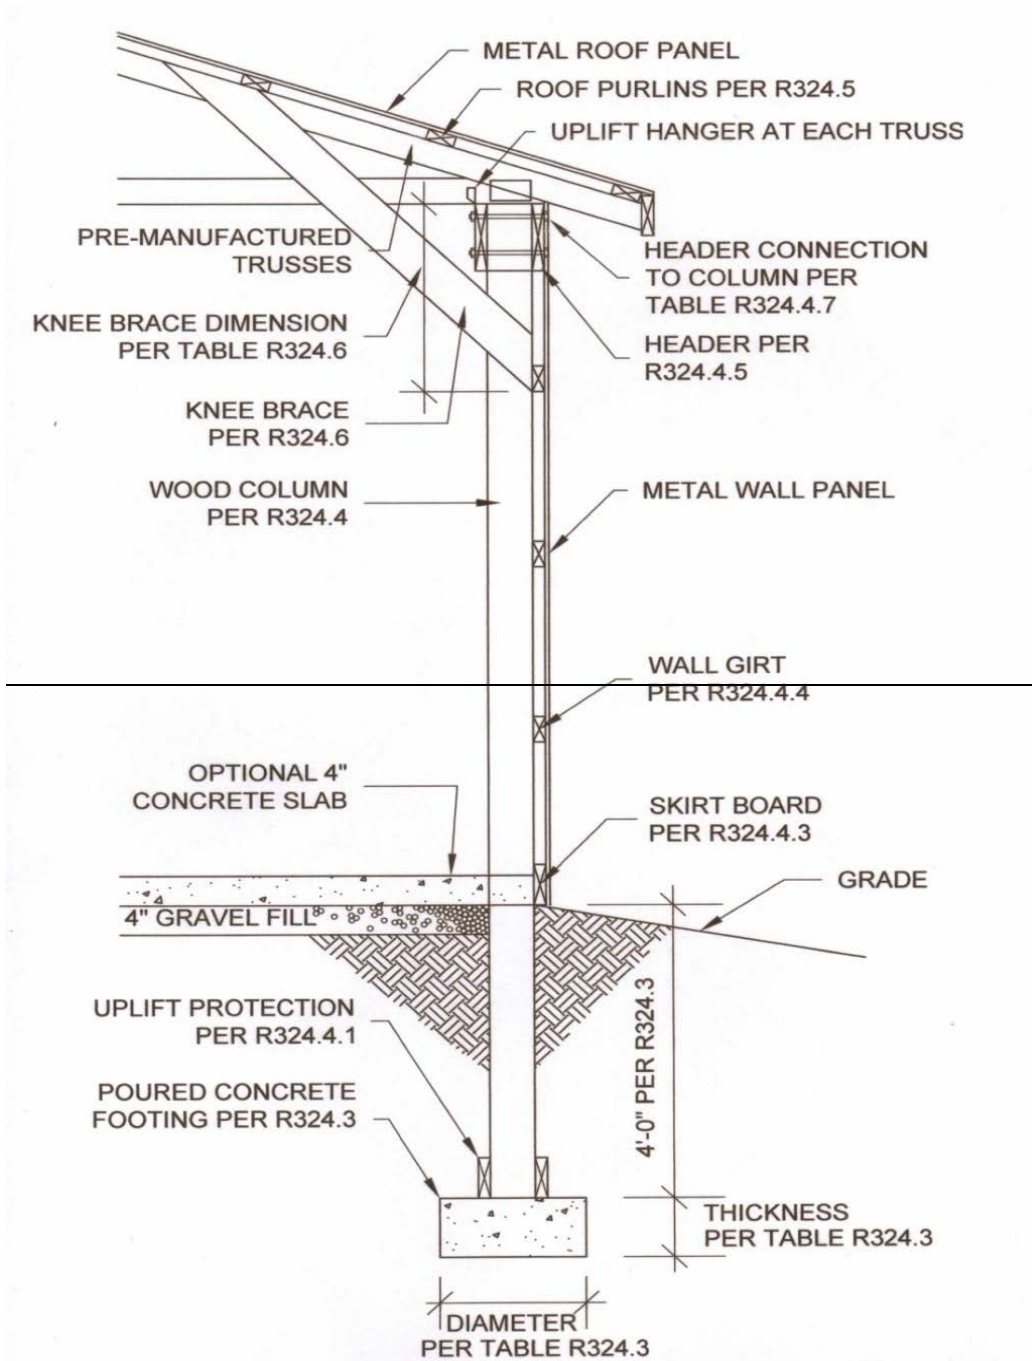 METAL ROOF PANEL
ROOF PURLINS PER R324.5
UPLIFT HANGER AT EACH TRUSS
PRE-MANUFACTURED
TRUSSES
HEADER CONNECTION
TO COLUMN PER
TABLE R324.4.7
KNEE BRACE DIMENSION
PER TABLE R324.6
HEADER PER
R324.4.5
KNEE BRACE
PER R324.6
WOOD COLUMN
PER R324.4
METAL WALL PANEL
WALL GIRT
PER R324.4.4
OPTIONAL 4"
CONCRETE SLAB
SKIRT BOARD
PER R324.4.3
GRADE
4" GRAVEL FILL
UPLIFT PROTECTION
PER R324.4.1
4'-0" PER R324.3
POURED CONCRETE
FOOTING PER R324.3
THICKNESS
PER TABLE R324.3
DIAMETER
PER TABLE R324.3